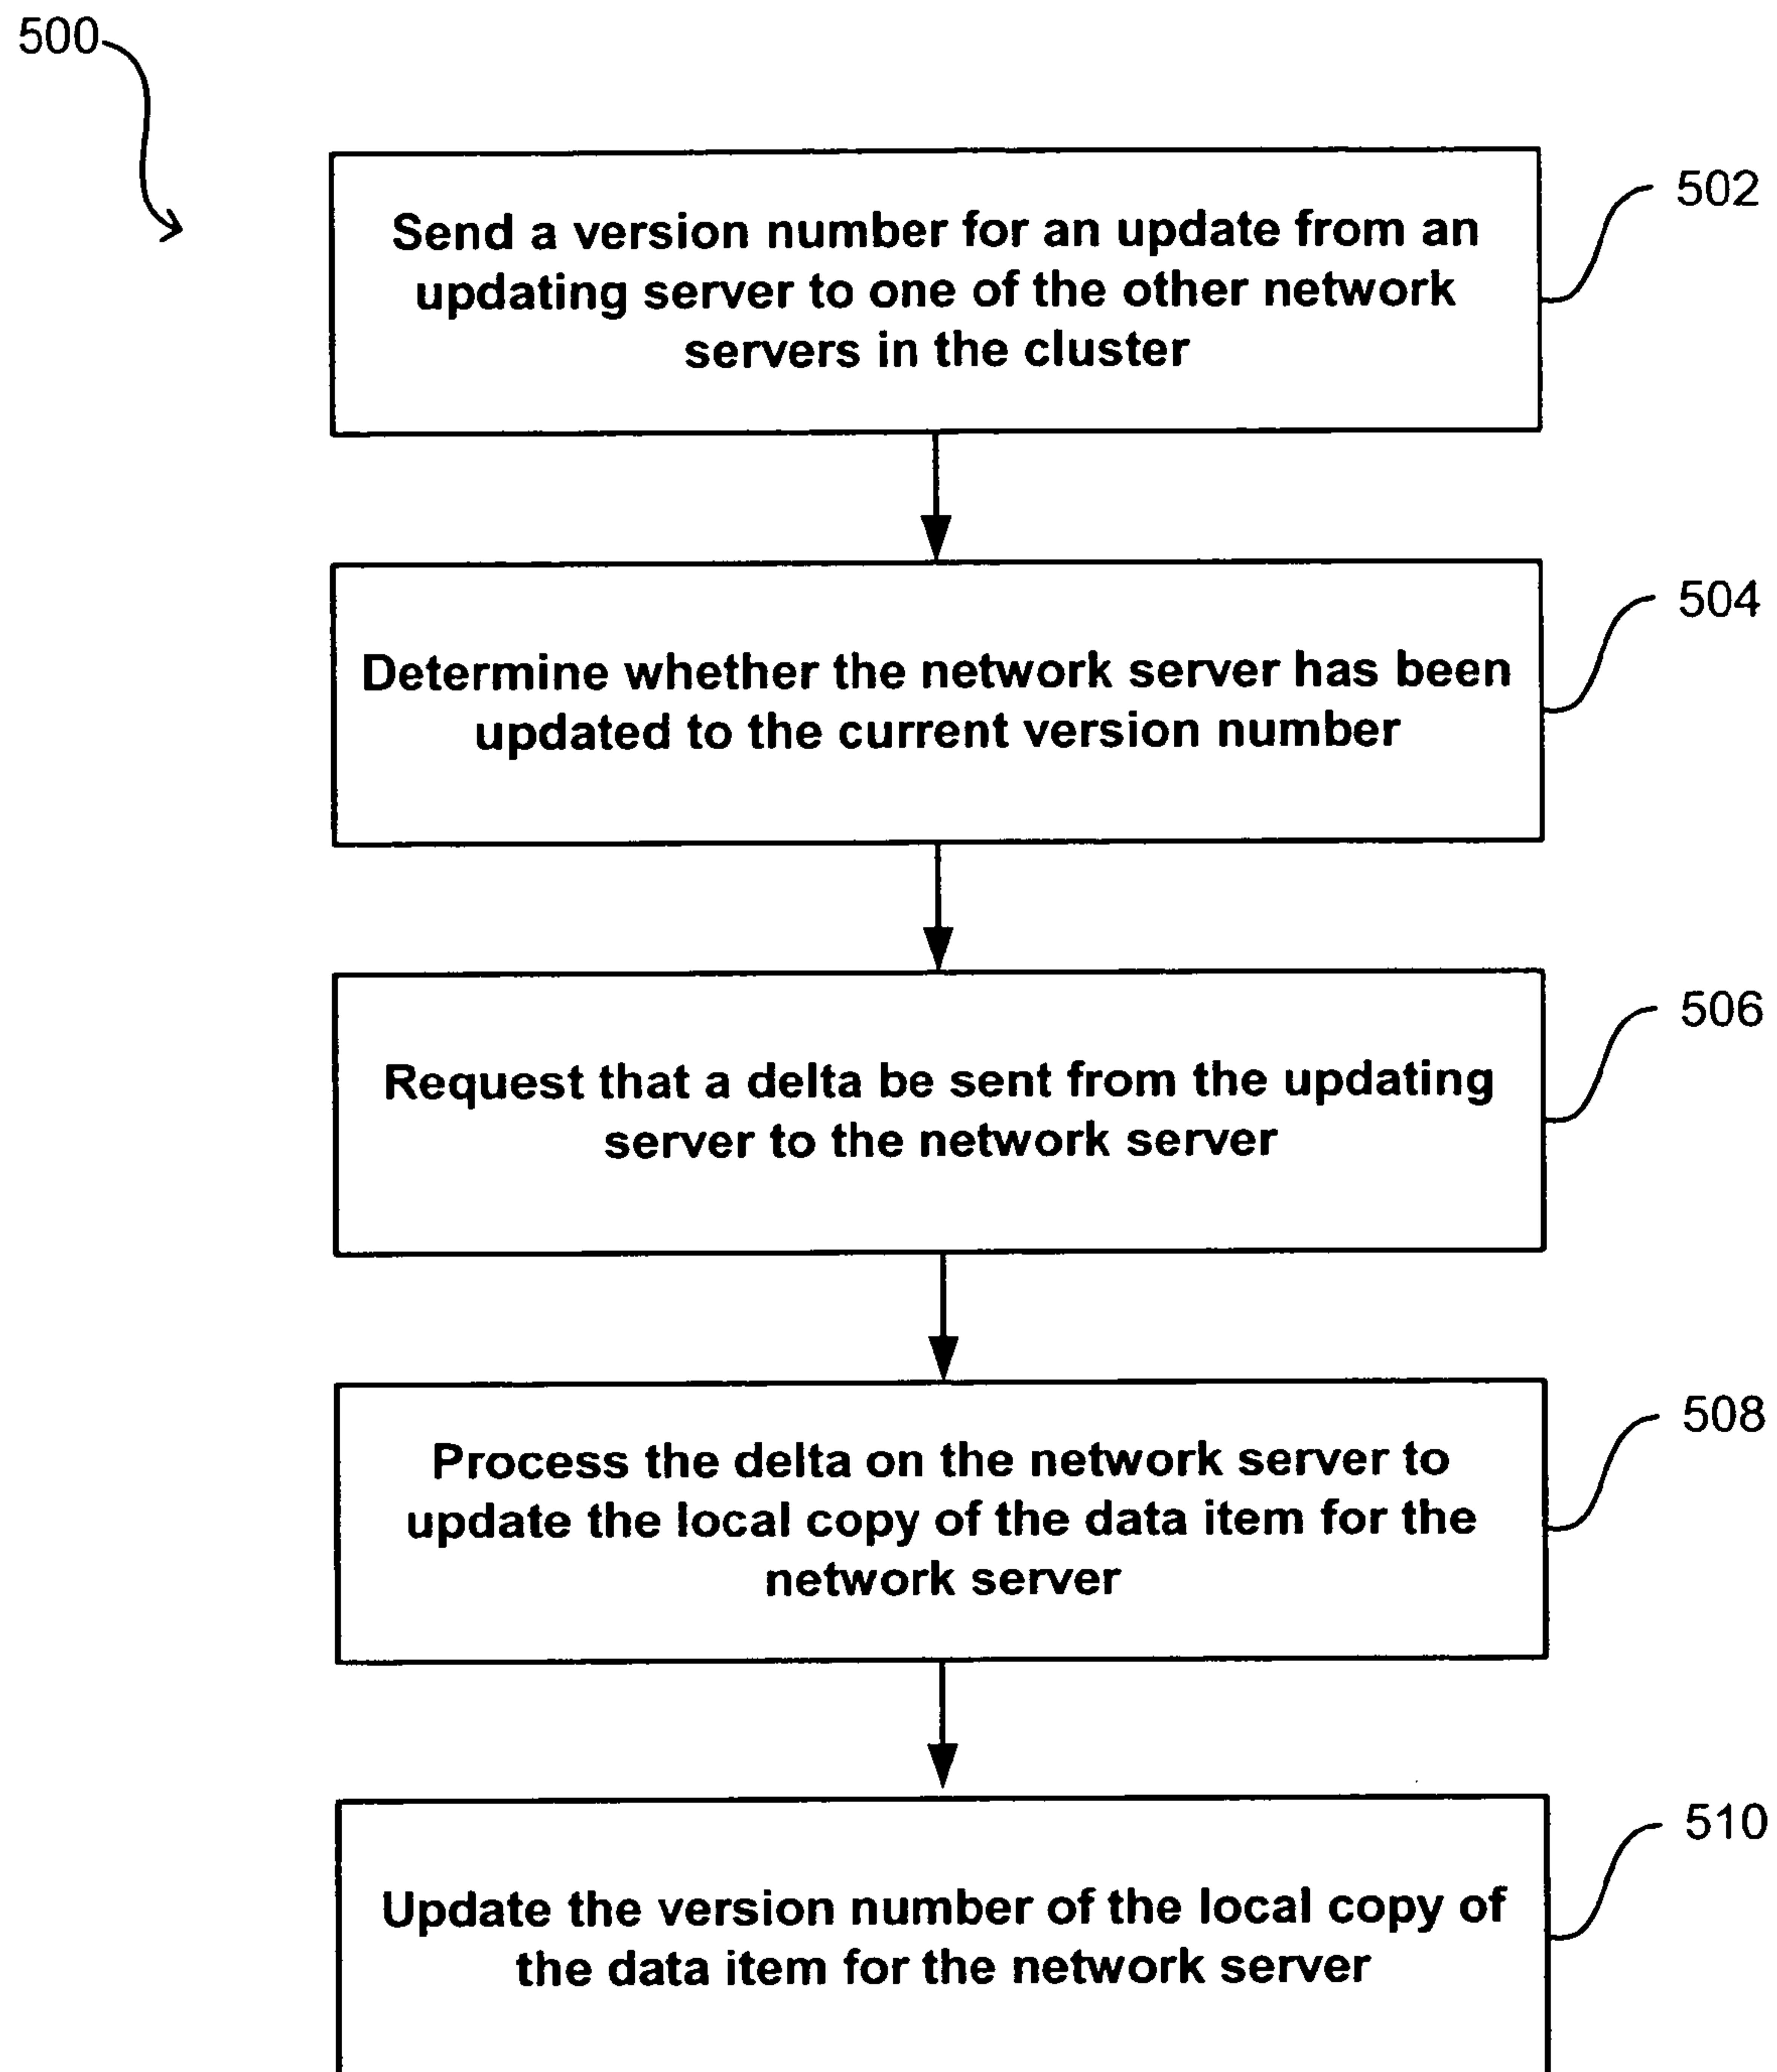 500
502
Send a version number for an update from an
updating server to one of the other network
servers in the cluster
504
Determine whether the network server has been
updated to the current version number
506
Request that a delta be sent from the updating
server to the network server
508
Process the delta on the network server to
update the local copy of the data item for the
network server
510
Update the version number of the local copy of
the data item for the network server